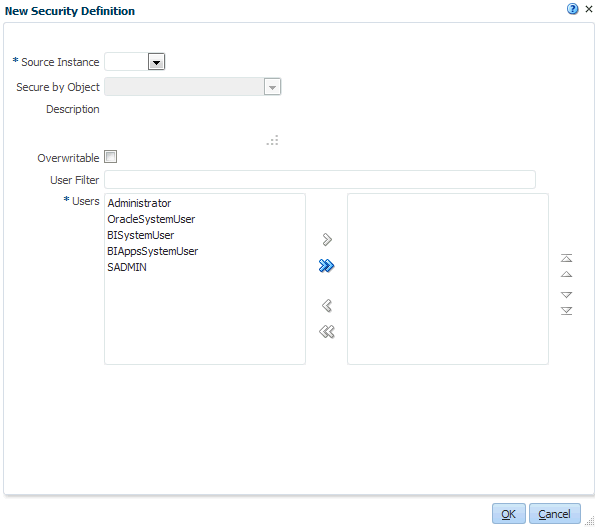 New Security Definition
* Source Instance
Secure by Object
Description
Overwritable
User Filter
* Users
Administrator
OracleSystemUser
BISystemUser
BIAppsSystemUser
SADMIN
OK
Cancel